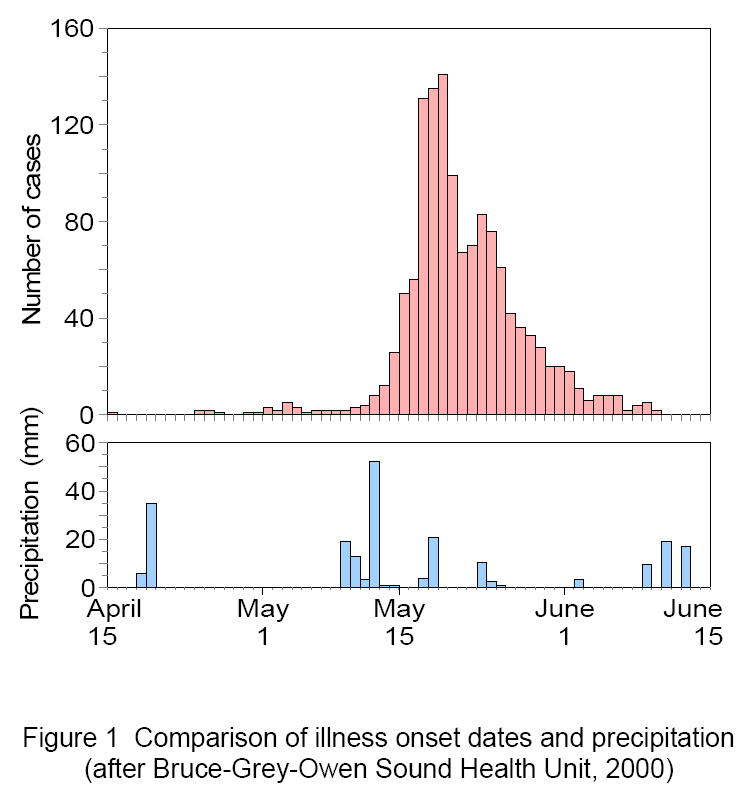 160
120
80
40
0
Number of cases
60
40
20
0
Precipitation (mm)
April May May June June
15 1 15 1 15
Figure 1 Comparison of illness onset dates and precipitation
(after Bruce-Grey-Owen Sound Health Unit, 2000)